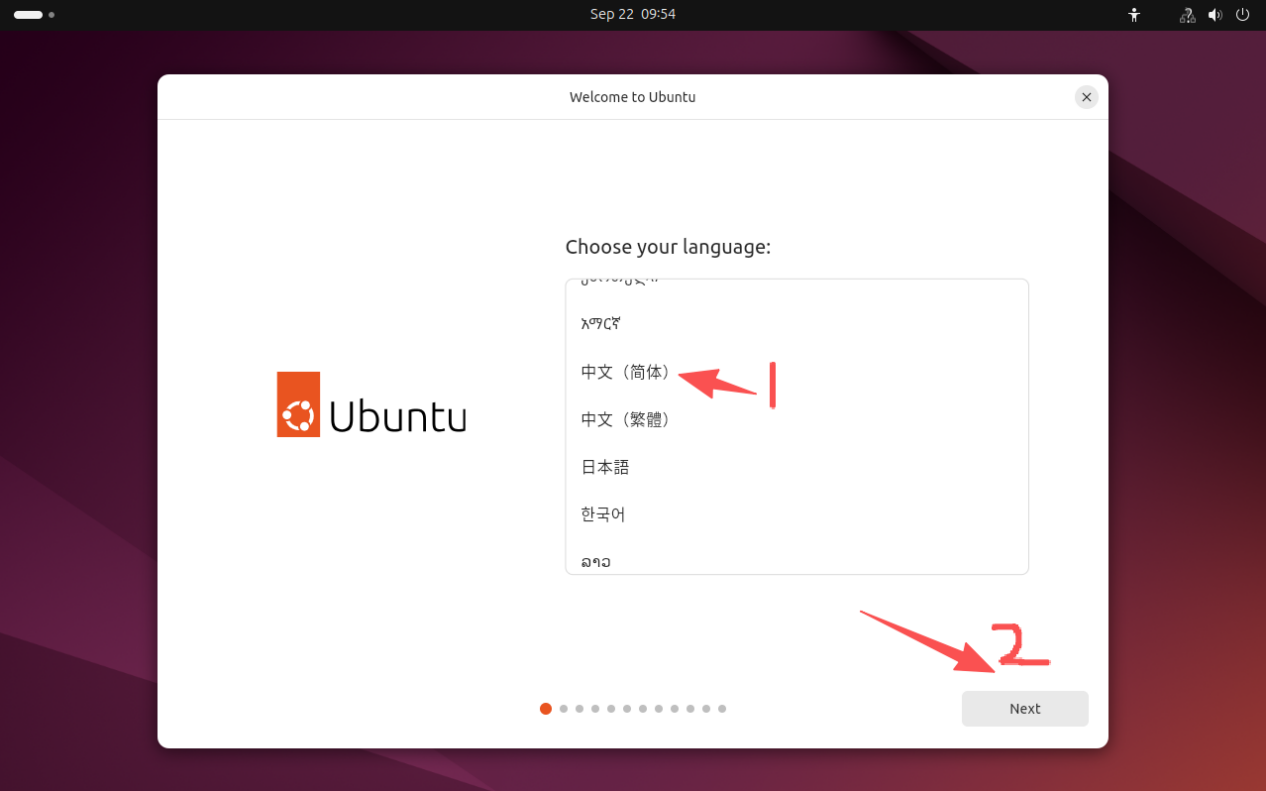 Sep 22 09:54
Welcome to Ubuntu
Choose your language:
አማርኛ
中文（简体）
1
中文（繁體）
Ubuntu
日本語
한국어
ລາວ
2
Next